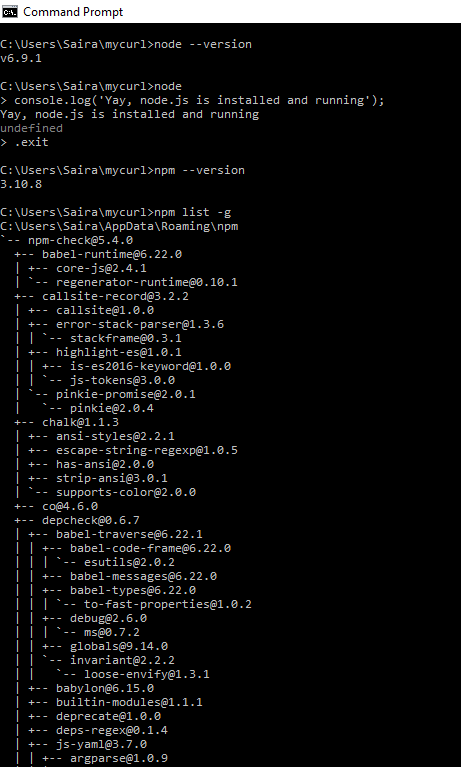 Command Prompt
C:\Users\Saira\mycurl>node --version
v6.9.1
C:\Users\Saira\mycurl>node
> console.log('Yay, node.js is installed and running');
Yay, node.js is installed and running
undefined
> .exit
C:\Users\Saira\mycurl>npm --version
3.10.8
C:\Users\Saira\mycurl>npm list -g
C:\Users\Saira\AppData\Roaming\npm
`-- npm-check@5.4.0
  +-- babel-runtime@6.22.0
  | +-- core-js@2.4.1
  | `-- regenerator-runtime@0.10.1
  +-- callsite-record@3.2.2
  | +-- callsite@1.0.0
  | +-- error-stack-parser@1.3.6
  | | `-- stackframe@0.3.1
  | +-- highlight-es@1.0.1
  | | +-- is-es2016-keyword@1.0.0
  | | `-- js-tokens@3.0.0
  | `-- pinkie-promise@2.0.1
  |   `-- pinkie@2.0.4
  +-- chalk@1.1.3
  | +-- ansi-styles@2.2.1
  | +-- escape-string-regexp@1.0.5
  | +-- has-ansi@2.0.0
  | +-- strip-ansi@3.0.1
  | `-- supports-color@2.0.0
  +-- co@4.6.0
  +-- depcheck@0.6.7
  | +-- babel-traverse@6.22.1
  | | +-- babel-code-frame@6.22.0
  | | | `-- esutils@2.0.2
  | | +-- babel-messages@6.22.0
  | | +-- babel-types@6.22.0
  | | | `-- to-fast-properties@1.0.2
  | | +-- debug@2.6.0
  | | | `-- ms@0.7.2
  | | +-- globals@9.14.0
  | | `-- invariant@2.2.2
  | |   `-- loose-envify@1.3.1
  | +-- babylon@6.15.0
  | +-- builtin-modules@1.1.1
  | +-- deprecate@1.0.0
  | +-- deps-regex@0.1.4
  | +-- js-yaml@3.7.0
  | | +-- argparse@1.0.9